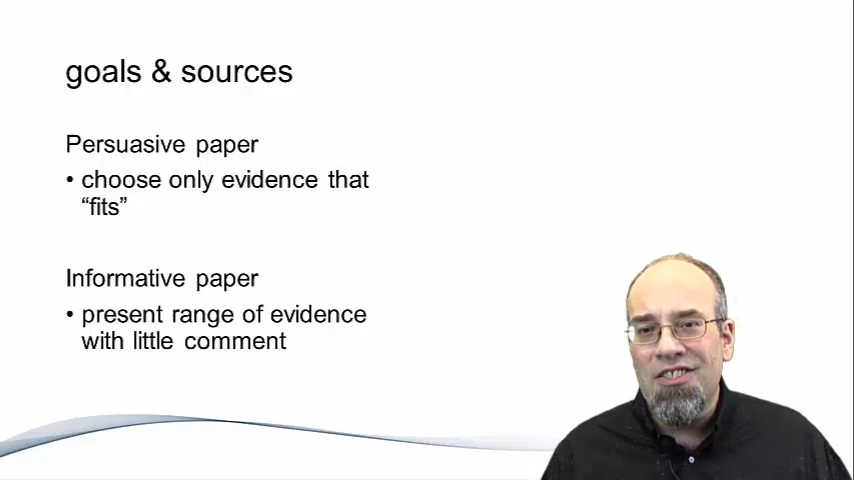 goals & sources
Persuasive paper
• choose only evidence that
“fits”
Informative paper
• present range of evidence
with little comment